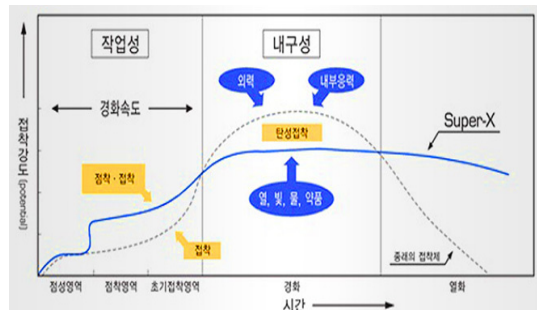 작업성
내구성
외력
내부응력
경화속도
탄성접착
Super-X
점착·접착
열, 빛, 물, 약품
접착
종래의 접착제
접착강도(potential)
점성영역
점착영역
초기접착영역
경화
열화
시간